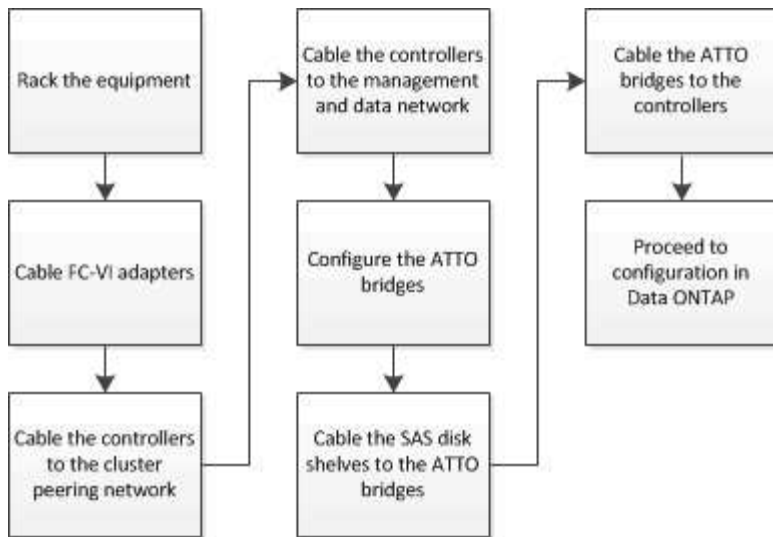 Rack the equipment
Cable FC-VI adapters
Cable the controllers
to the cluster
peering network
Cable the controllers
to the management
and data network
Configure the ATTO
bridges
Cable the SAS disk
shelves to the ATTO
bridges
Cable the ATTO
bridges to the
controllers
Proceed to
configuration in
Data ONTAP